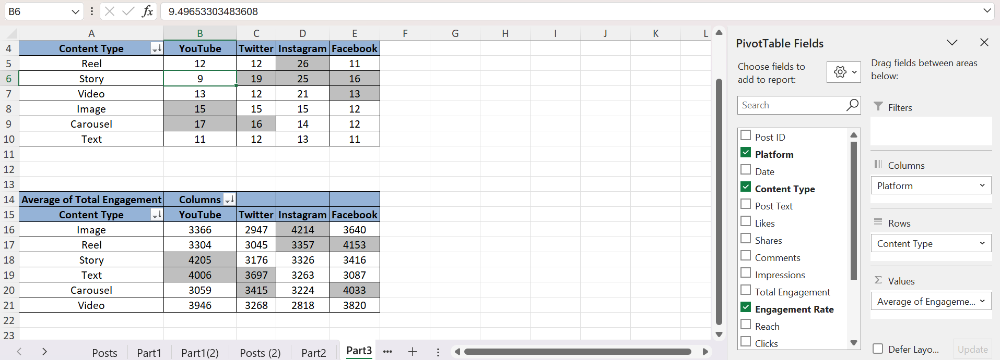 B6 fx 9.49653303483608
A B C D E F G H I J K L
4 Content Type YouTube Twitter Instagram Facebook
5 Reel 12 12 26 11
6 Story 9 19 25 16
7 Video 13 12 21 13
8 Image 15 15 15 12
9 Carousel 17 16 14 12
10 Text 11 12 13 11
11
12
13
14 Average of Total Engagement Columns
15 Content Type YouTube Twitter Instagram Facebook
16 Image 3366 2947 4214 3640
17 Reel 3304 3045 3357 4153
18 Story 4205 3176 3326 3416
19 Text 4006 3697 3263 3087
20 Carousel 3059 3415 3224 4033
21 Video 3946 3268 2818 3820
22
23
Posts Part1 Part1(2) Posts (2) Part2 Part3 •••
PivotTable Fields
Choose fields to
add to report:
Search
Post ID
Platform
Date
Content Type
Post Text
Likes
Shares
Comments
Impressions
Total Engagement
Engagement Rate
Reach
Clicks
Drag fields between areas
below:
Filters
Columns
Platform
Rows
Content Type
Σ Values
Average of Engageme...
Defer Layo... Update